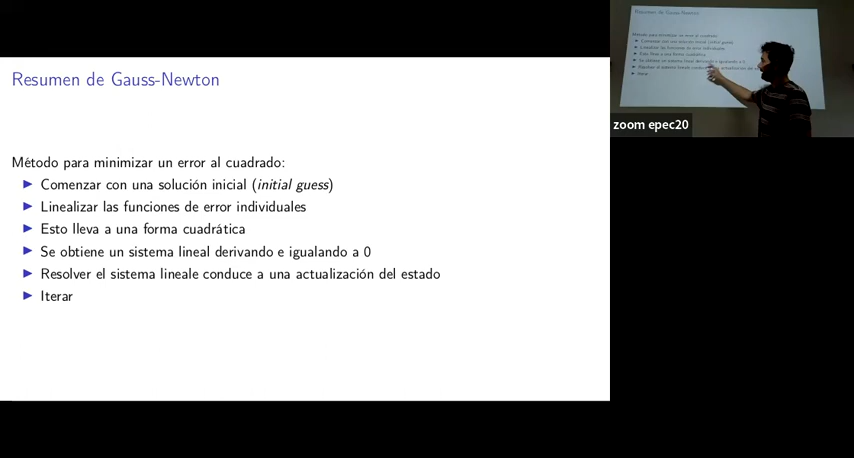 Resumen de Gauss-Newton
Método para minimizar un error al cuadrado:
▶ Comenzar con una solución inicial (initial guess)
▶ Linealizar las funciones de error individuales
▶ Esto lleva a una forma cuadrática
▶ Se obtiene un sistema lineal derivando e igualando a 0
▶ Resolver el sistema lineale conduce a una actualización del estado
▶ Iterar
zoom epec20